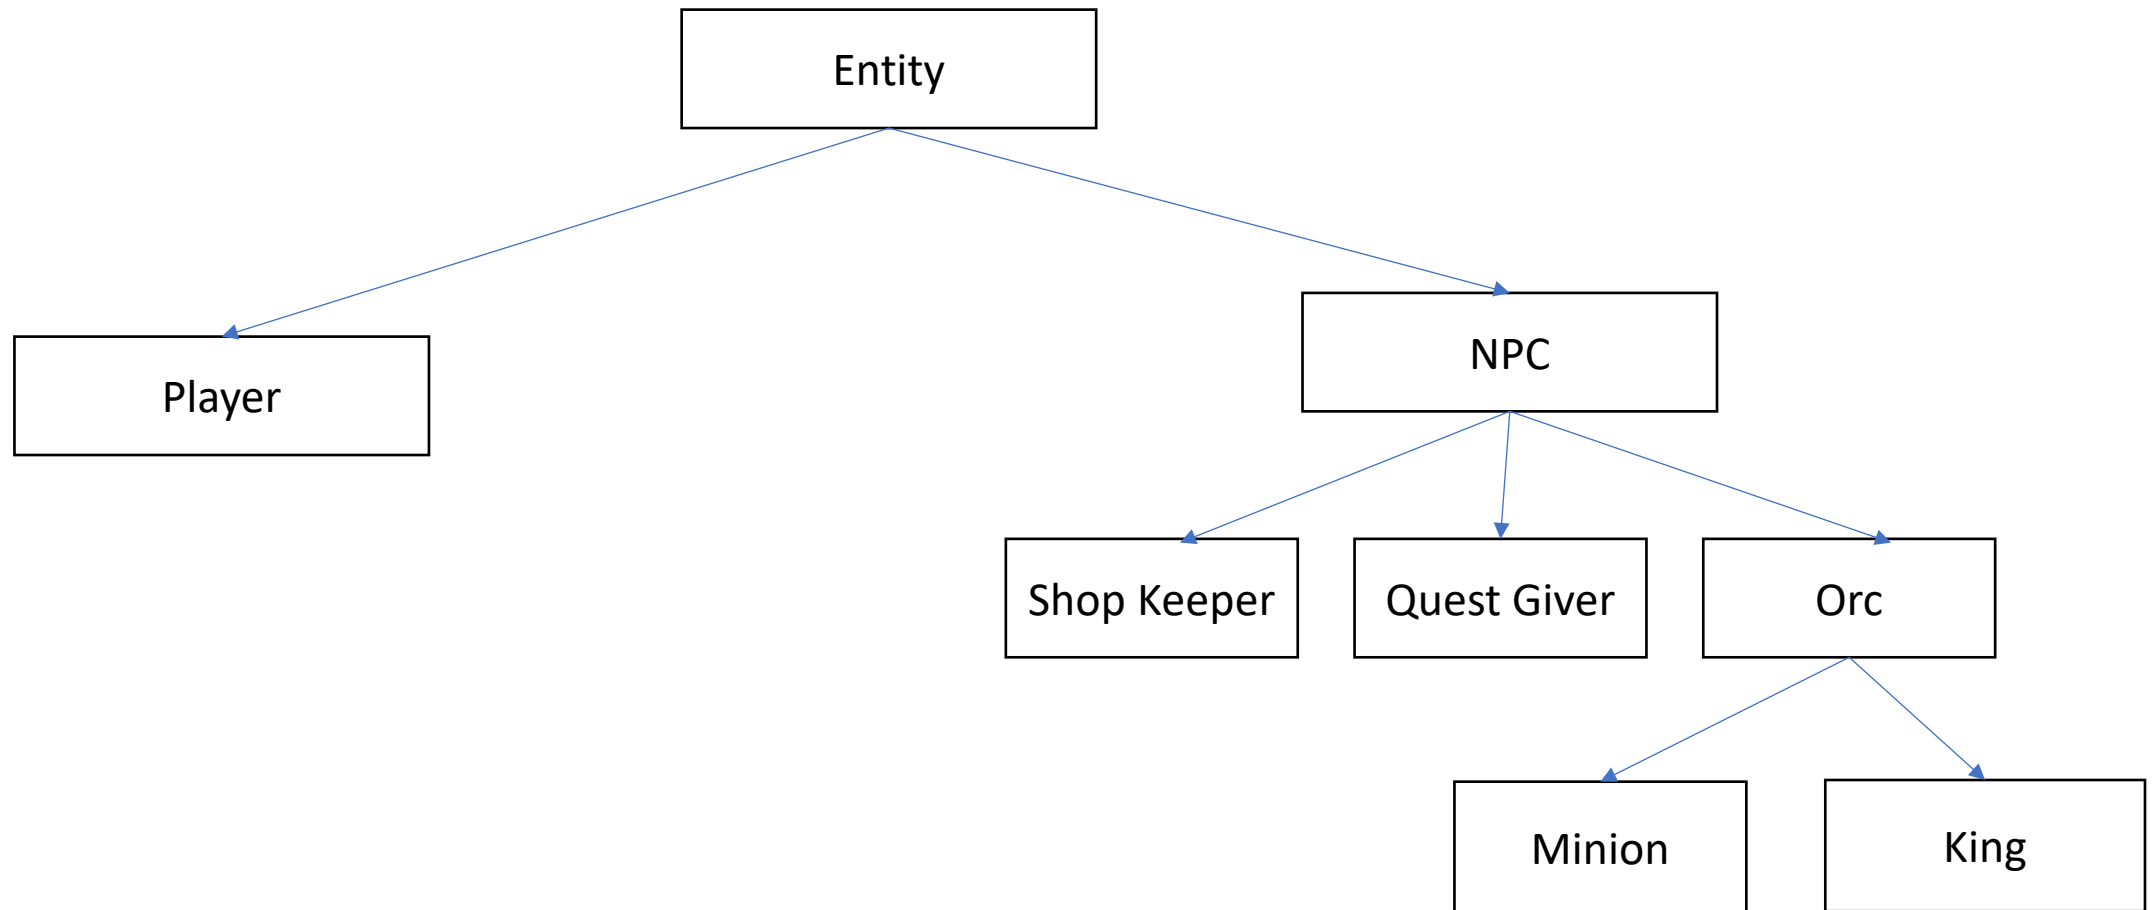 Entity
Player
NPC
Shop Keeper
Quest Giver
Orc
Minion
King